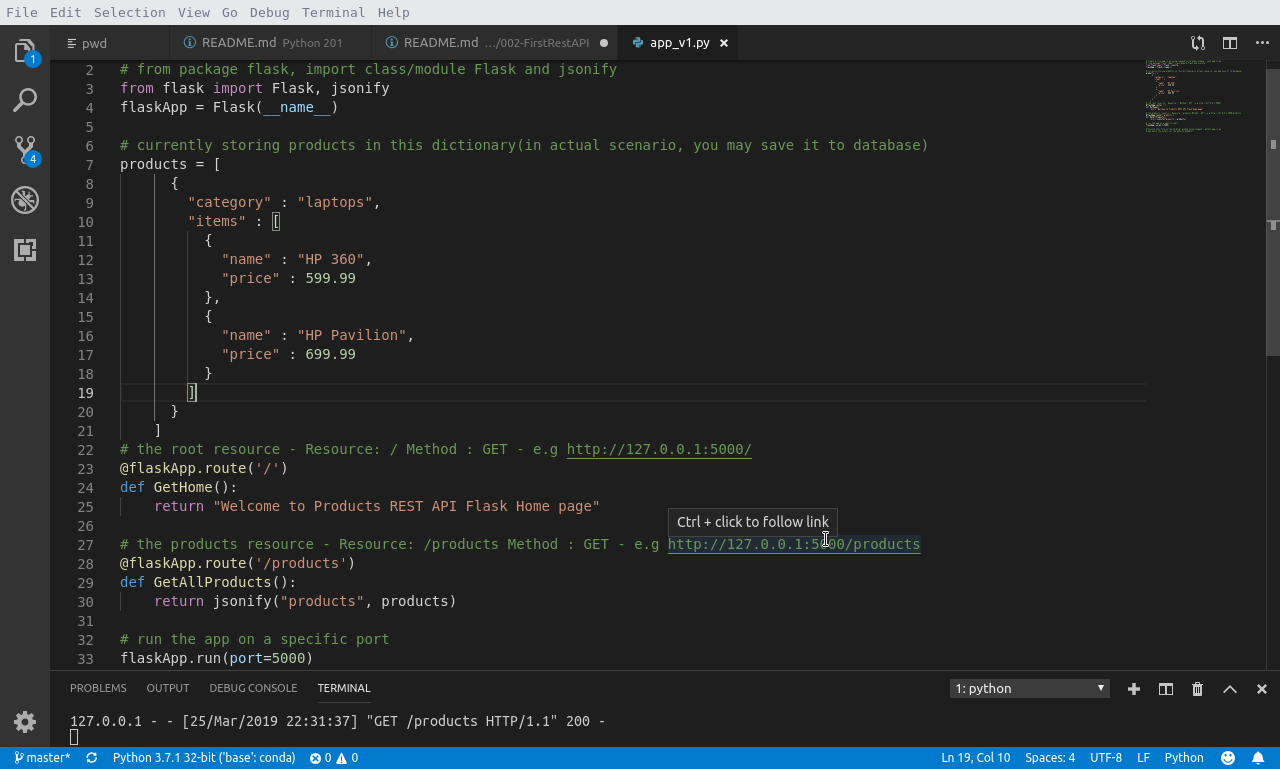 File Edit Selection View Go Debug Terminal Help
pwd README.md Python 201 README.md .../002-FirstRestAPI app_v1.py
1
4
2 # from package flask, import class/module Flask and jsonify
3 from flask import Flask, jsonify
4 flaskApp = Flask(__name__)
5
6 # currently storing products in this dictionary(in actual scenario, you may save it to database)
7 products = [
8 {
9 "category" : "laptops",
10 "items" : [
11 {
12 "name" : "HP 360",
13 "price" : 599.99
14 },
15 {
16 "name" : "HP Pavilion",
17 "price" : 699.99
18 }
19 ]
20 }
21 ]
22 # the root resource - Resource: / Method : GET - e.g http://127.0.0.1:5000/
23 @flaskApp.route('/')
24 def GetHome():
25 return "Welcome to Products REST API Flask Home page"
26
Ctrl + click to follow link
27 # the products resource - Resource: /products Method : GET - e.g http://127.0.0.1:5000/products
28 @flaskApp.route('/products')
29 def GetAllProducts():
30 return jsonify("products", products)
31
32 # run the app on a specific port
33 flaskApp.run(port=5000)
PROBLEMS OUTPUT DEBUG CONSOLE TERMINAL 1: python
127.0.0.1 - - [25/Mar/2019 22:31:37] "GET /products HTTP/1.1" 200 -
master* Python 3.7.1 32-bit ('base': conda) 0 0 Ln 19, Col 10 Spaces: 4 UTF-8 LF Python